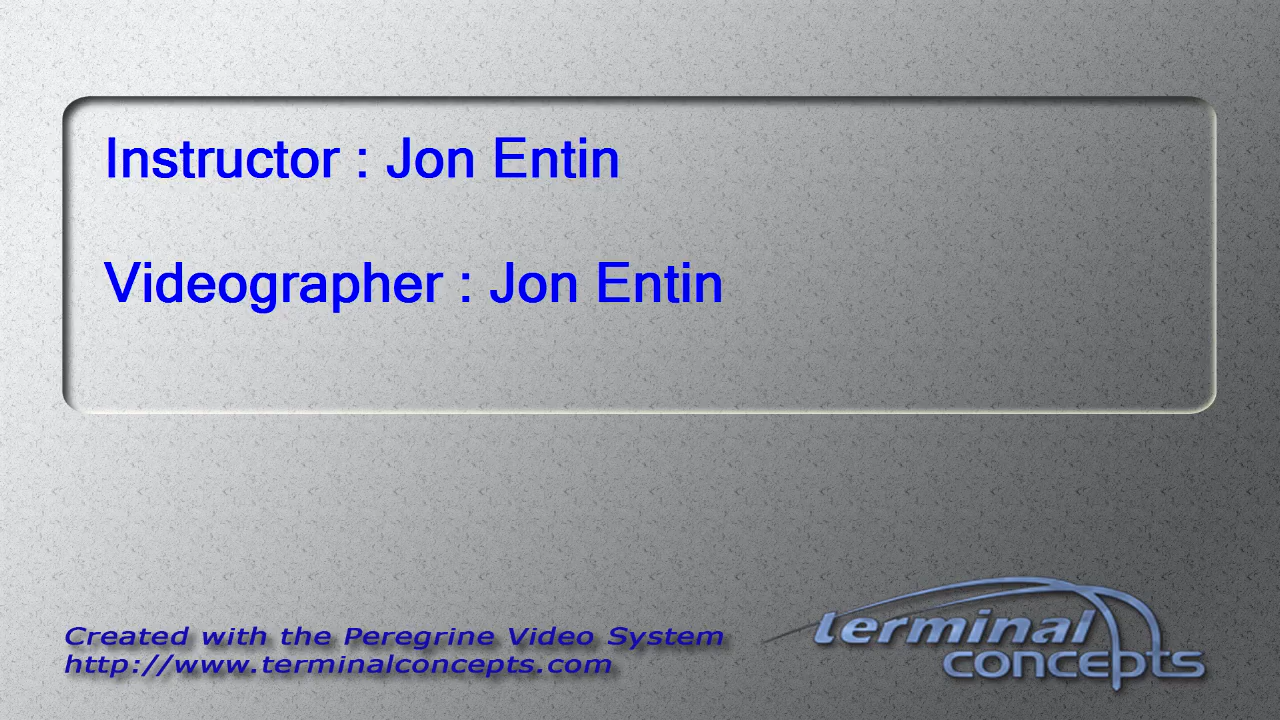 Instructor : Jon Entin
Videographer : Jon Entin
Created with the Peregrine Video System
http://www.terminalconcepts.com
terminal
concepts